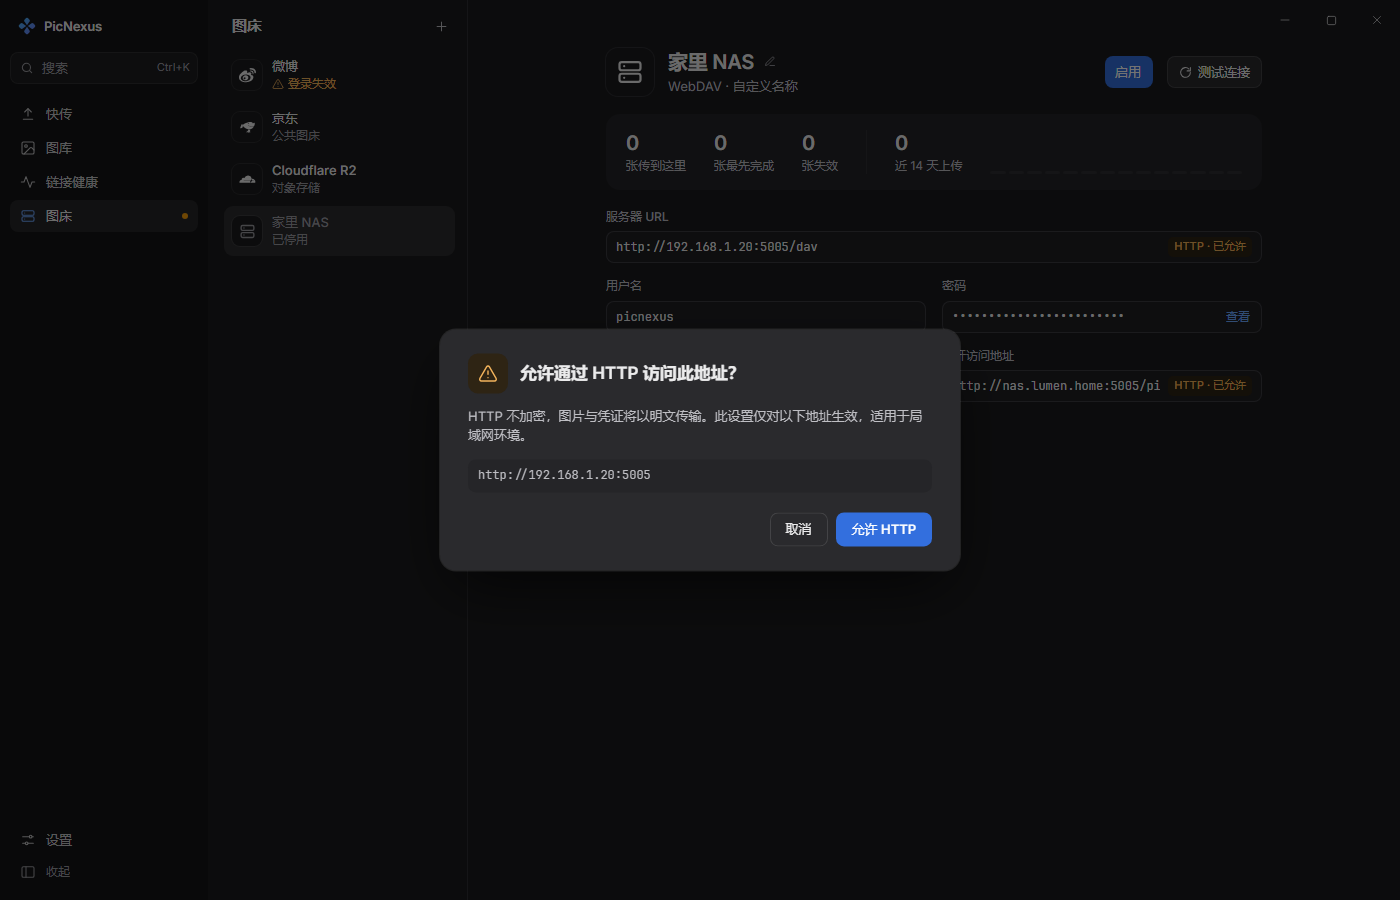 PicNexus
搜索
Ctrl+K
快传
图库
链接健康
图床
设置
收起
图床
微博
登录失效
京东
公共图床
Cloudflare R2
对象存储
家里 NAS
已停用
家里 NAS
WebDAV · 自定义名称
启用
测试连接
0
张传到这里
0
张最先完成
0
张失效
0
近 14 天上传
服务器 URL
http://192.168.1.20:5005/dav
HTTP · 已允许
用户名
picnexus
密码
查看
访问地址
ttp://nas.lumen.home:5005/pi
HTTP · 已允许
允许通过 HTTP 访问此地址？
HTTP 不加密，图片与凭证将以明文传输。此设置仅对以下地址生效，适用于局
域网环境。
http://192.168.1.20:5005
取消
允许 HTTP